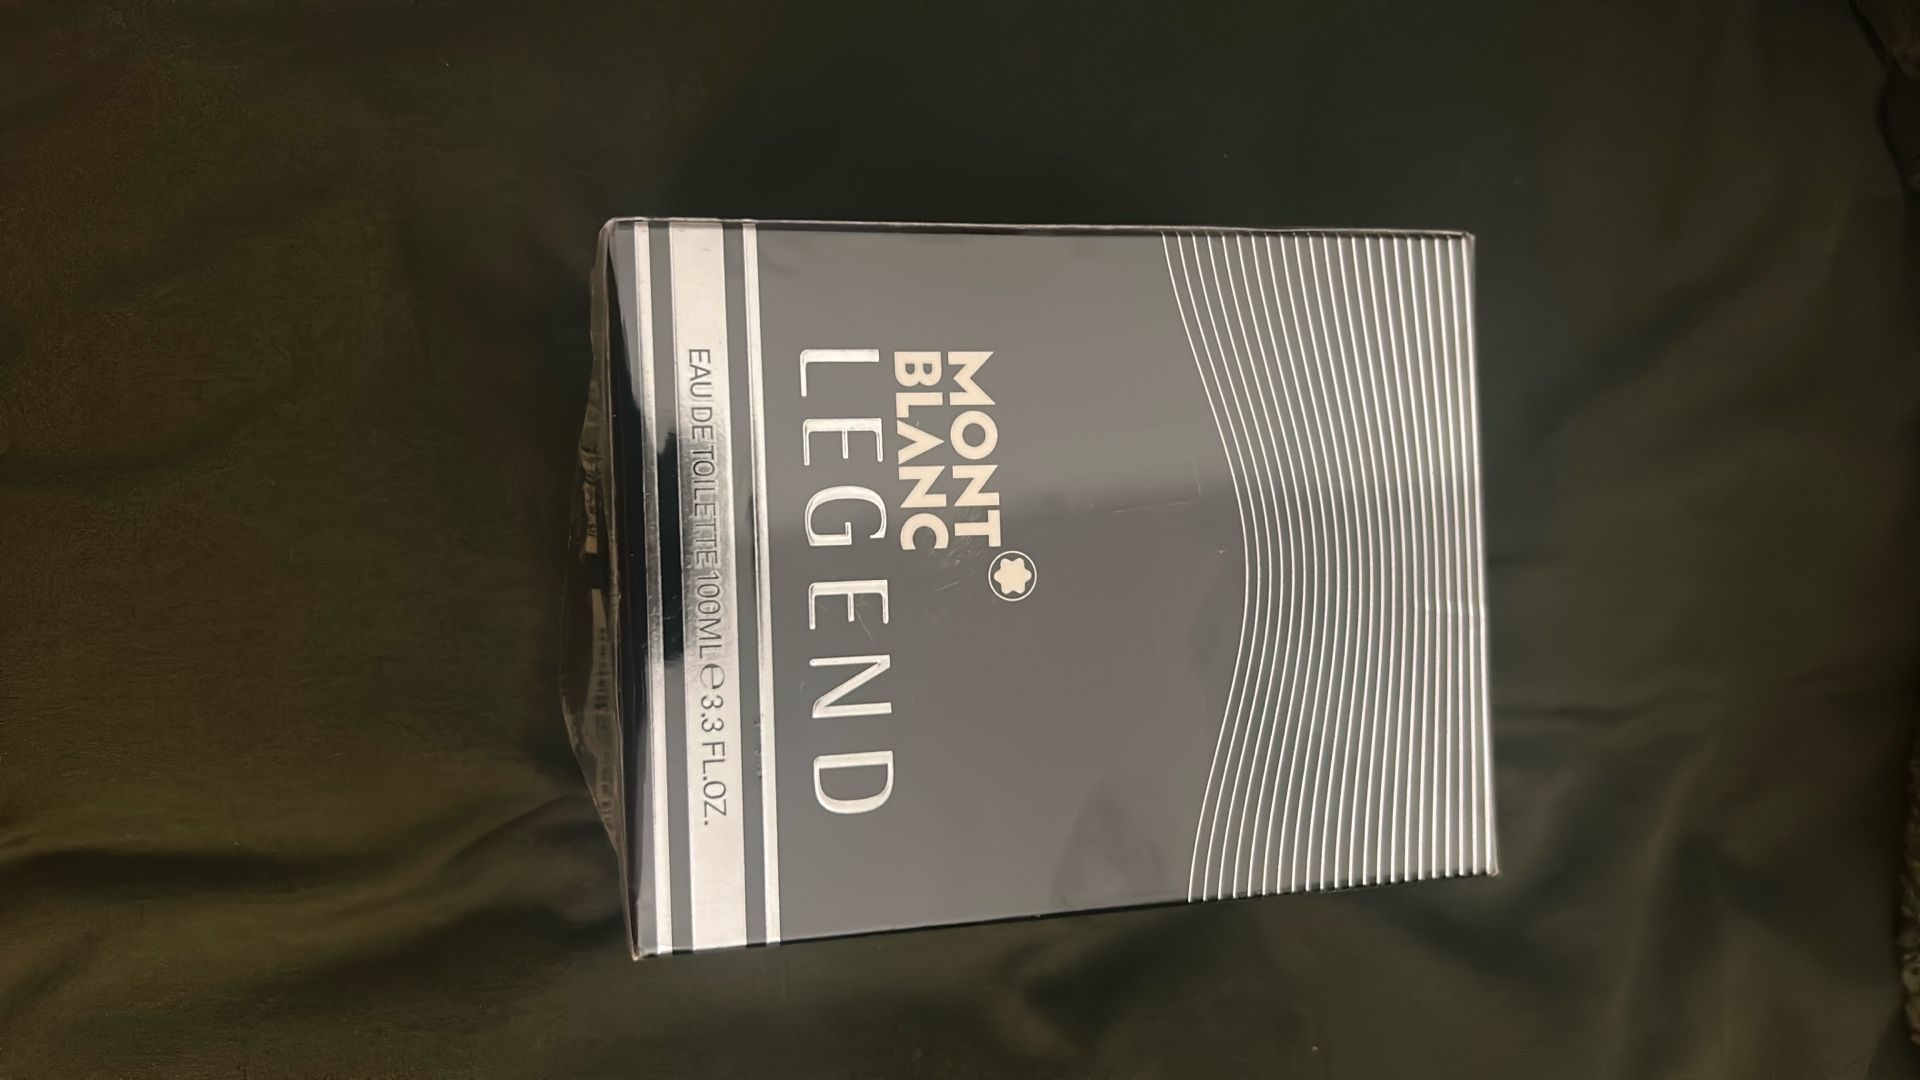 MONT
BLANC
LEGEND
EAU DE TOILETTE 100ML ℮ 3.3 FL.OZ.